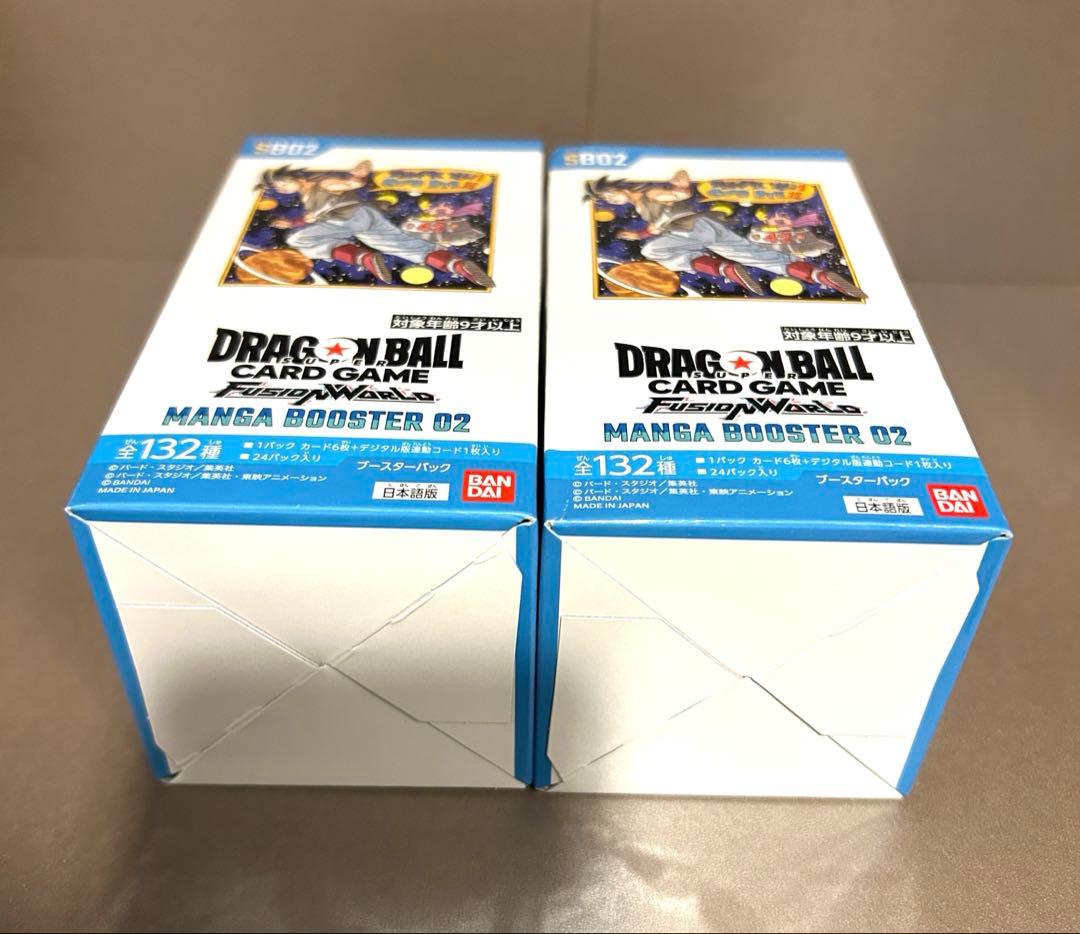 SB02
対象年齢9才以上
DRAGON BALL
SUPER
CARD GAME
FUSION WORLD
MANGA BOOSTER 02
全132種
■ 1パック カード6枚+デジタル版連動コード1枚入り
■ 24パック入り
ブースターパック
©バード・スタジオ/集英社
©バード・スタジオ/集英社・東映アニメーション
©BANDAI
MADE IN JAPAN
日本語版
BAN
DAI
SB02
対象年齢9才以上
DRAGON BALL
SUPER
CARD GAME
FUSION WORLD
MANGA BOOSTER 02
全132種
■ 1パック カード6枚+デジタル版連動コード1枚入り
■ 24パック入り
ブースターパック
©バード・スタジオ/集英社
©バード・スタジオ/集英社・東映アニメーション
©BANDAI
MADE IN JAPAN
日本語版
BAN
DAI